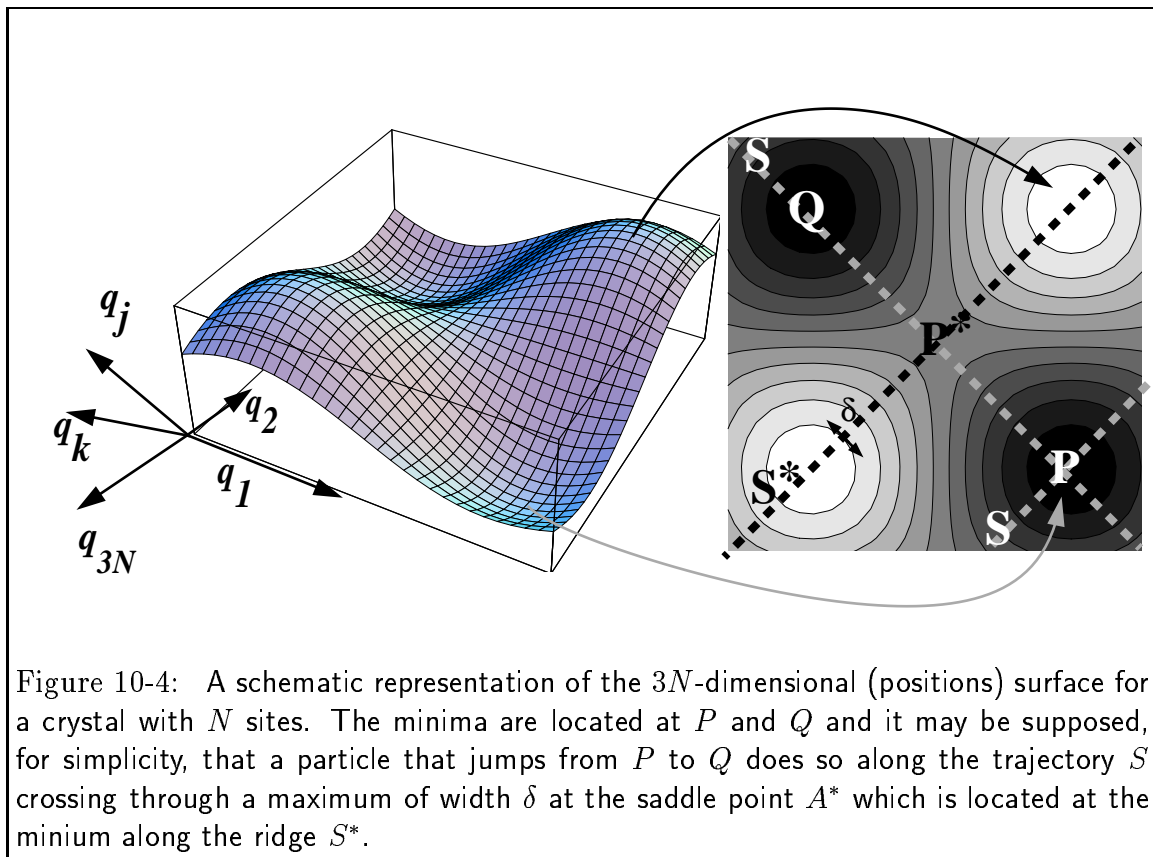 S
Q
P*
δ
S*
P
S
q_j
q_k
q_2
q_1
q_{3N}
Figure 10-4: A schematic representation of the 3N-dimensional (positions) surface for
a crystal with N sites. The minima are located at P and Q and it may be supposed,
for simplicity, that a particle that jumps from P to Q does so along the trajectory S
crossing through a maximum of width δ at the saddle point A* which is located at the
minium along the ridge S*.